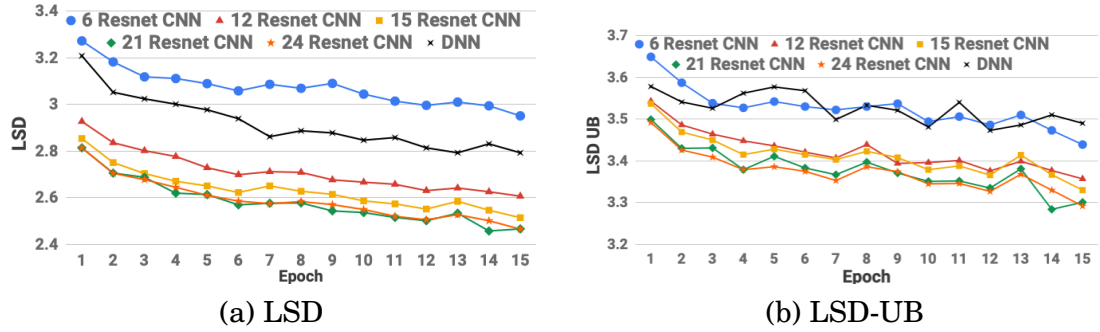 3.4
6 Resnet CNN 12 Resnet CNN 15 Resnet CNN
21 Resnet CNN 24 Resnet CNN DNN
3.2
3
2.8
2.6
2.4
LSD
1 2 3 4 5 6 7 8 9 10 11 12 13 14 15
Epoch
(a) LSD
3.7
6 Resnet CNN 12 Resnet CNN 15 Resnet CNN
21 Resnet CNN 24 Resnet CNN DNN
3.6
3.5
3.4
3.3
3.2
LSD UB
1 2 3 4 5 6 7 8 9 10 11 12 13 14 15
Epoch
(b) LSD-UB